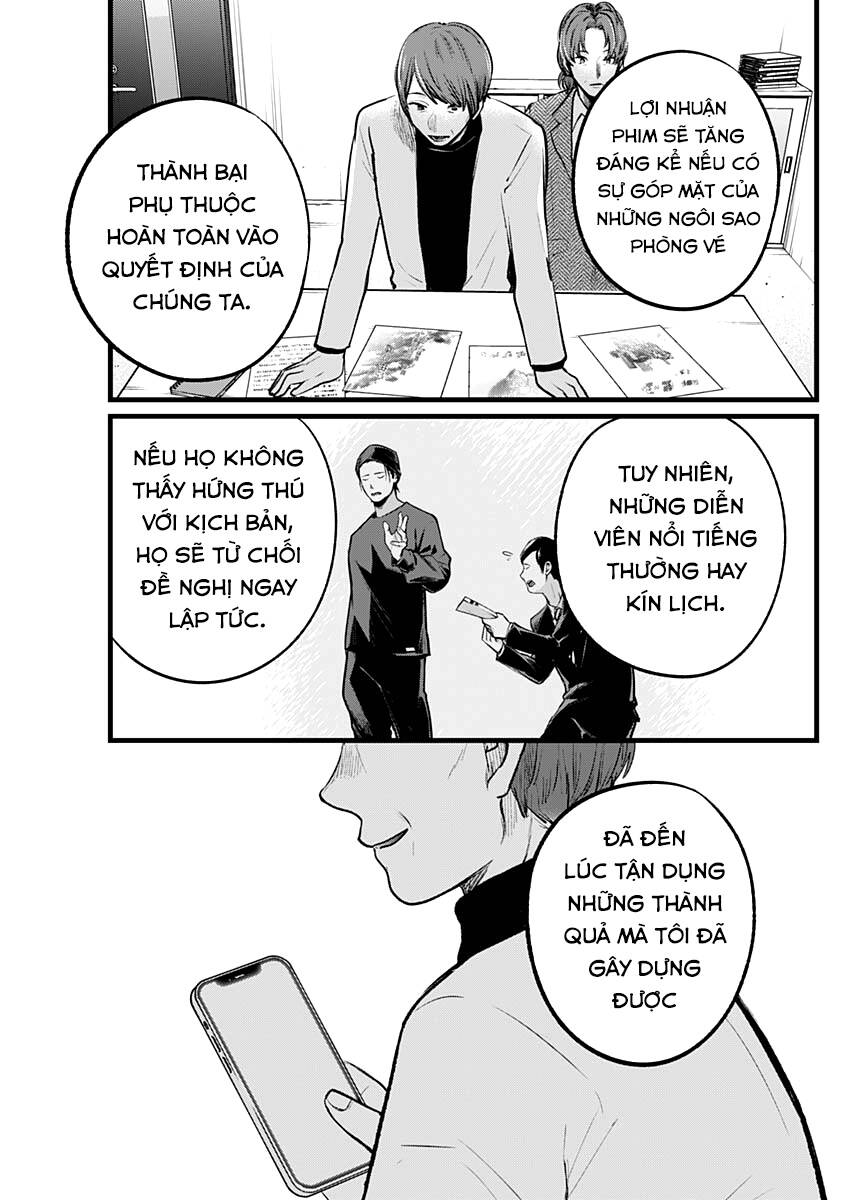 LỢI NHUẬN
PHIM SẼ TĂNG
ĐÁNG KỂ NẾU CÓ
SỰ GÓP MẶT CỦA
NHỮNG NGÔI SAO
PHÒNG VÉ
THÀNH BẠI
PHỤ THUỘC
HOÀN TOÀN VÀO
QUYẾT ĐỊNH CỦA
CHÚNG TA.
TUY NHIÊN,
NHỮNG DIỄN
VIÊN NỔI TIẾNG
THƯỜNG HAY
KÍN LỊCH.
NẾU HỌ KHÔNG
THẤY HỨNG THÚ
VỚI KỊCH BẢN,
HỌ SẼ TỪ CHỐI
ĐỀ NGHỊ NGAY
LẬP TỨC.
ĐÃ ĐẾN
LÚC TẬN DỤNG
NHỮNG THÀNH
QUẢ MÀ TÔI ĐÃ
GÂY DỰNG
ĐƯỢC